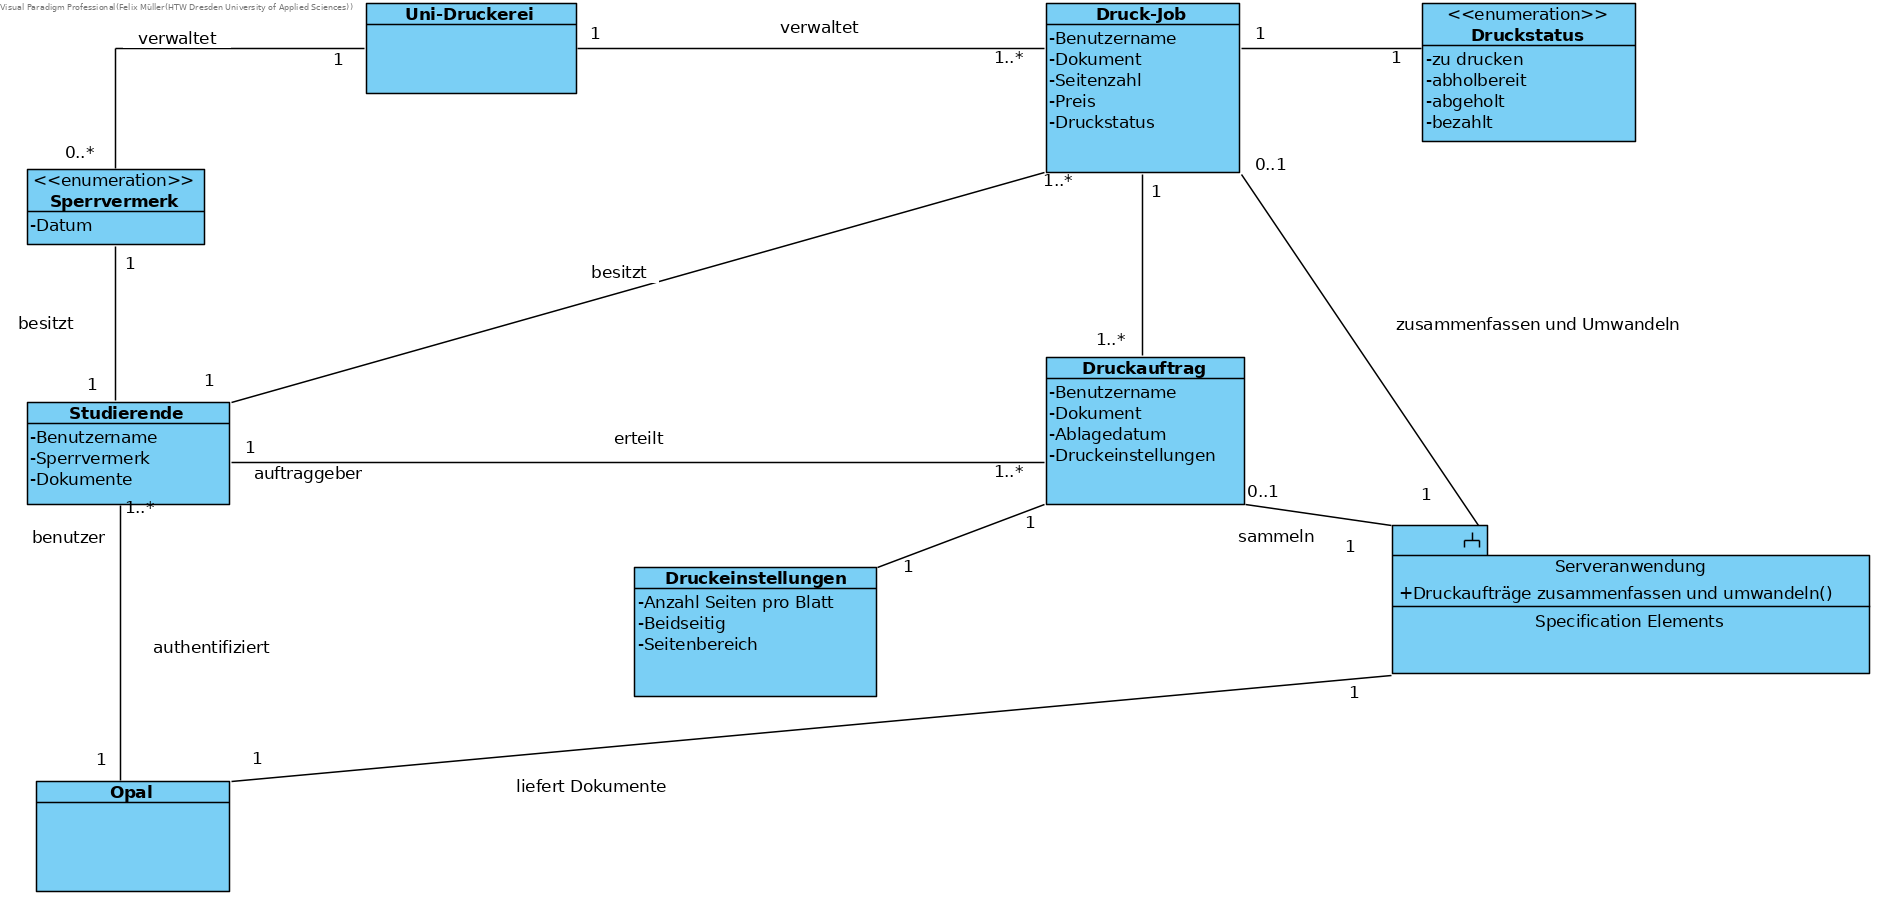 Visual Paradigm Professional(Felix Müller(HTW Dresden University of Applied Sciences))
Uni-Druckerei
verwaltet
1
1
verwaltet
1..*
Druck-Job
-Benutzername
-Dokument
-Seitenzahl
-Preis
-Druckstatus
1
1
<<enumeration>>
Druckstatus
-zu drucken
-abholbereit
-abgeholt
-bezahlt
0..*
<<enumeration>>
Sperrvermerk
-Datum
1
besitzt
1
1
besitzt
1..*
1
0..1
zusammenfassen und Umwandeln
1
1..*
Druckauftrag
-Benutzername
-Dokument
-Ablagedatum
-Druckeinstellungen
Studierende
-Benutzername
-Sperrvermerk
-Dokumente
1
auftraggeber
erteilt
1..*
1..*
benutzer
authentifiziert
1
0..1
sammeln
1
1
1
Druckeinstellungen
-Anzahl Seiten pro Blatt
-Beidseitig
-Seitenbereich
Serveranwendung
+Druckaufträge zusammenfassen und umwandeln()
Specification Elements
1
1
liefert Dokumente
Opal